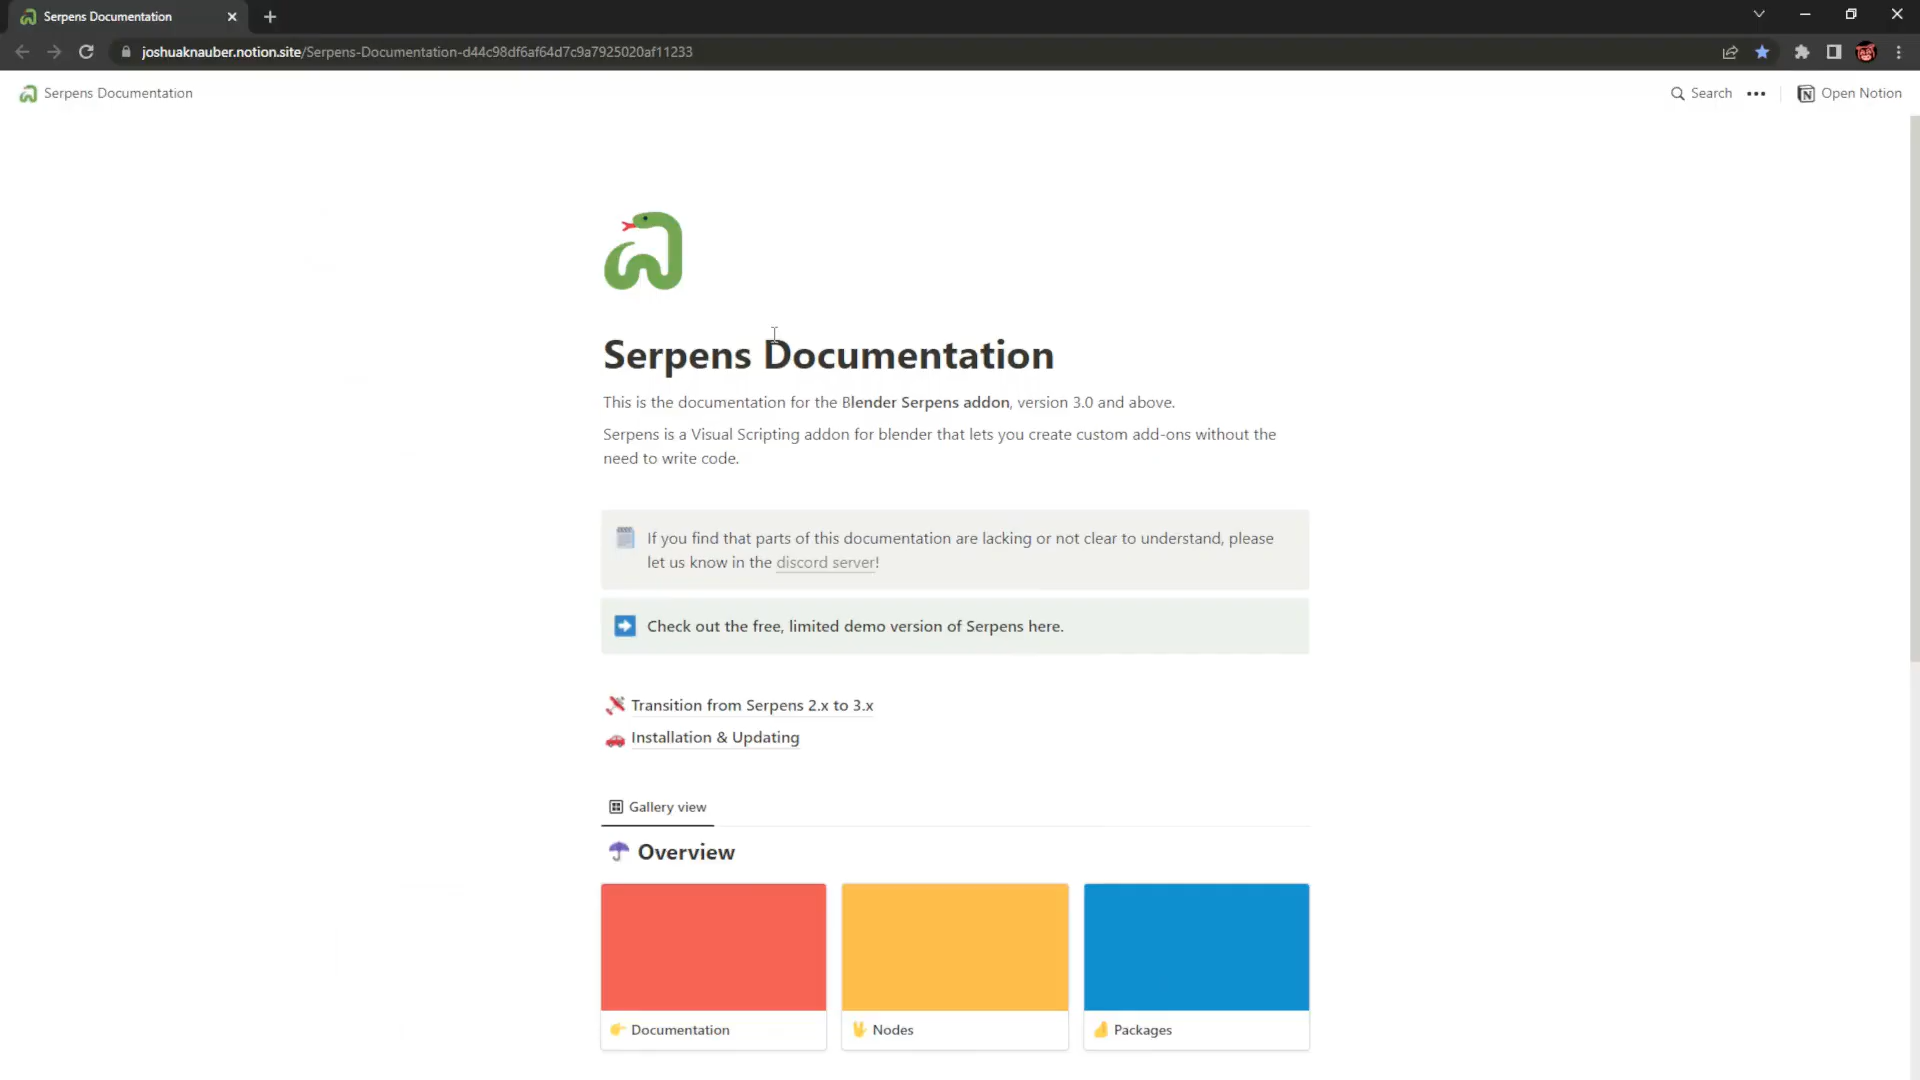 Serpens Documentation
joshuaknauber.notion.site/Serpens-Documentation-d44c98df6af64d7c9a7925020af11233
Serpens Documentation
Search
Open Notion
Serpens Documentation
This is the documentation for the Blender Serpens addon, version 3.0 and above.
Serpens is a Visual Scripting addon for blender that lets you create custom add-ons without the
need to write code.
If you find that parts of this documentation are lacking or not clear to understand, please
let us know in the discord server!
Check out the free, limited demo version of Serpens here.
Transition from Serpens 2.x to 3.x
Installation & Updating
Gallery view
Overview
Documentation
Nodes
Packages